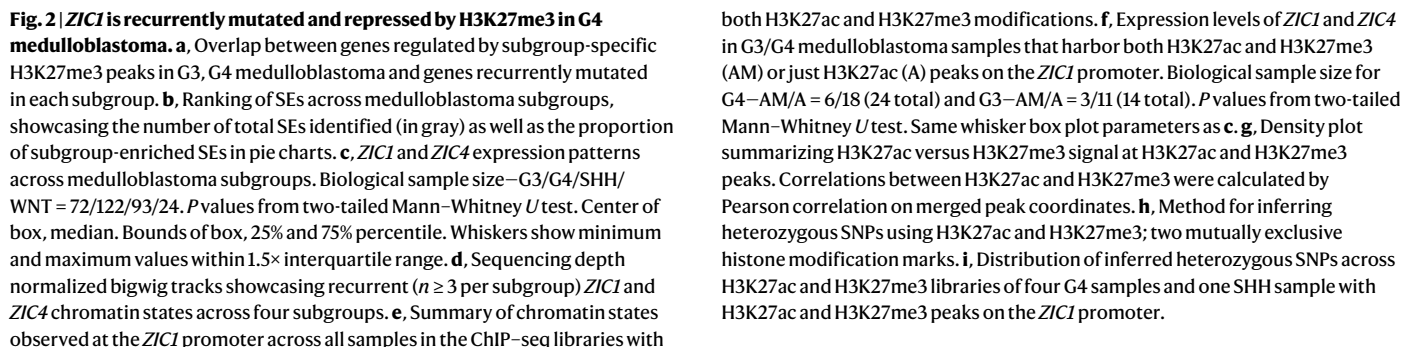 Fig. 2 | ZIC1 is recurrently mutated and repressed by H3K27me3 in G4
medulloblastoma. a, Overlap between genes regulated by subgroup-specific
H3K27me3 peaks in G3, G4 medulloblastoma and genes recurrently mutated
in each subgroup. b, Ranking of SEs across medulloblastoma subgroups,
showcasing the number of total SEs identified (in gray) as well as the proportion
of subgroup-enriched SEs in pie charts. c, ZIC1 and ZIC4 expression patterns
across medulloblastoma subgroups. Biological sample size—G3/G4/SHH/
WNT = 72/122/93/24. P values from two-tailed Mann–Whitney U test. Center of
box, median. Bounds of box, 25% and 75% percentile. Whiskers show minimum
and maximum values within 1.5× interquartile range. d, Sequencing depth
normalized bigwig tracks showcasing recurrent (n ≥ 3 per subgroup) ZIC1 and
ZIC4 chromatin states across four subgroups. e, Summary of chromatin states
observed at the ZIC1 promoter across all samples in the ChIP–seq libraries with
both H3K27ac and H3K27me3 modifications. f, Expression levels of ZIC1 and ZIC4
in G3/G4 medulloblastoma samples that harbor both H3K27ac and H3K27me3
(AM) or just H3K27ac (A) peaks on the ZIC1 promoter. Biological sample size for
G4—AM/A = 6/18 (24 total) and G3—AM/A = 3/11 (14 total). P values from two-tailed
Mann–Whitney U test. Same whisker box plot parameters as c. g, Density plot
summarizing H3K27ac versus H3K27me3 signal at H3K27ac and H3K27me3
peaks. Correlations between H3K27ac and H3K27me3 were calculated by
Pearson correlation on merged peak coordinates. h, Method for inferring
heterozygous SNPs using H3K27ac and H3K27me3; two mutually exclusive
histone modification marks. i, Distribution of inferred heterozygous SNPs across
H3K27ac and H3K27me3 libraries of four G4 samples and one SHH sample with
H3K27ac and H3K27me3 peaks on the ZIC1 promoter.